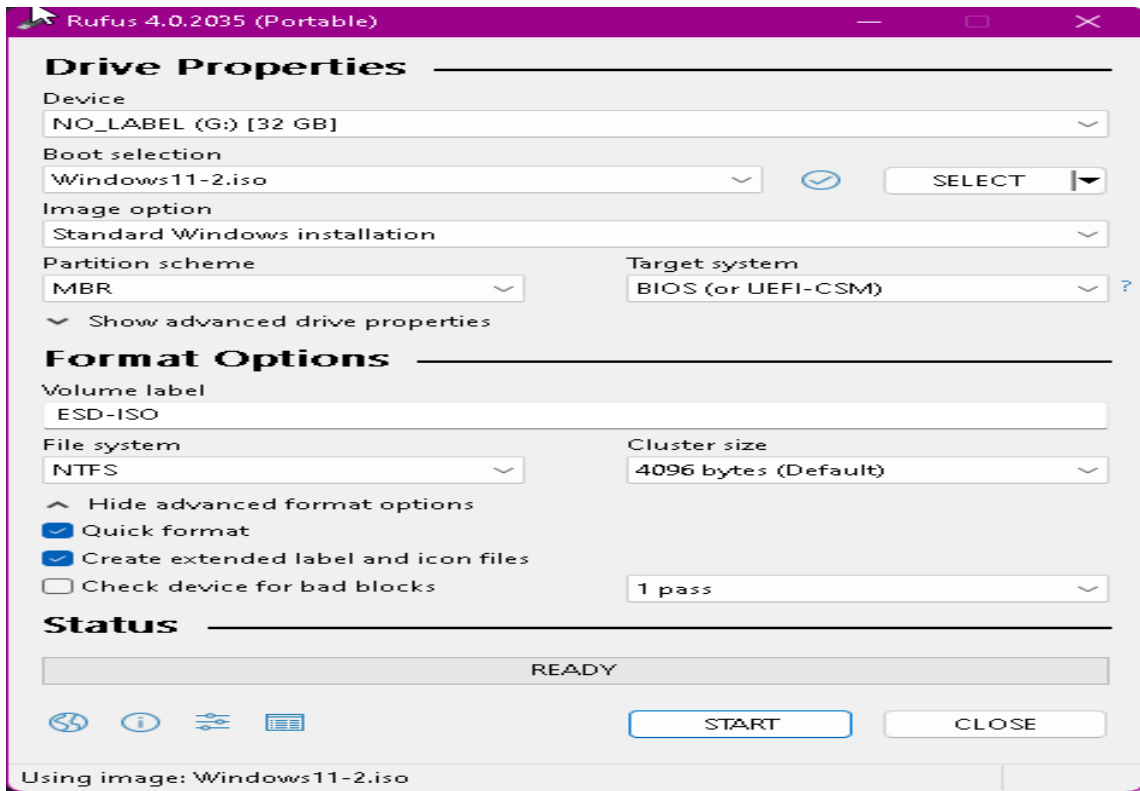 Rufus 4.0.2035 (Portable)
Drive Properties
Device
NO_LABEL (G:) [32 GB]
Boot selection
Windows11-2.iso
SELECT
Image option
Standard Windows installation
Partition scheme
Target system
MBR
BIOS (or UEFI-CSM)
?
Show advanced drive properties
Format Options
Volume label
ESD-ISO
File system
Cluster size
NTFS
4096 bytes (Default)
Hide advanced format options
Quick format
Create extended label and icon files
Check device for bad blocks
1 pass
Status
READY
START
CLOSE
Using image: Windows11-2.iso